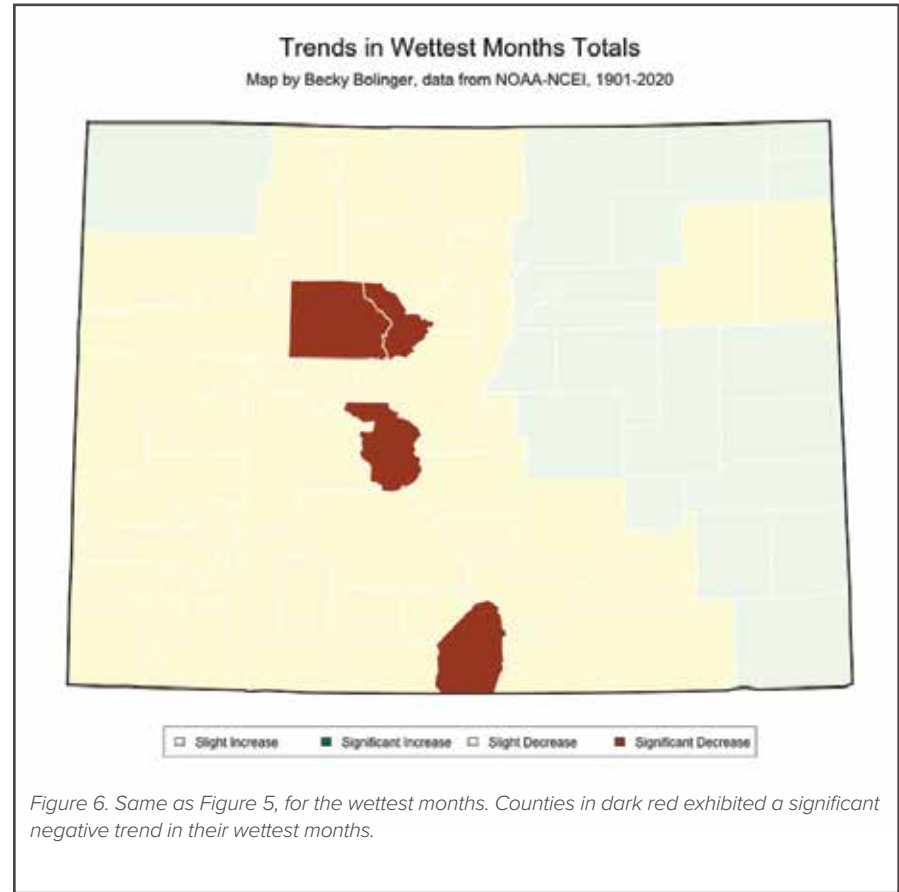 Trends in Wettest Months Totals
Map by Becky Bolinger, data from NOAA-NCEI, 1901-2020
Slight Increase Significant Increase Slight Decrease Significant Decrease
Figure 6. Same as Figure 5, for the wettest months. Counties in dark red exhibited a significant
negative trend in their wettest months.